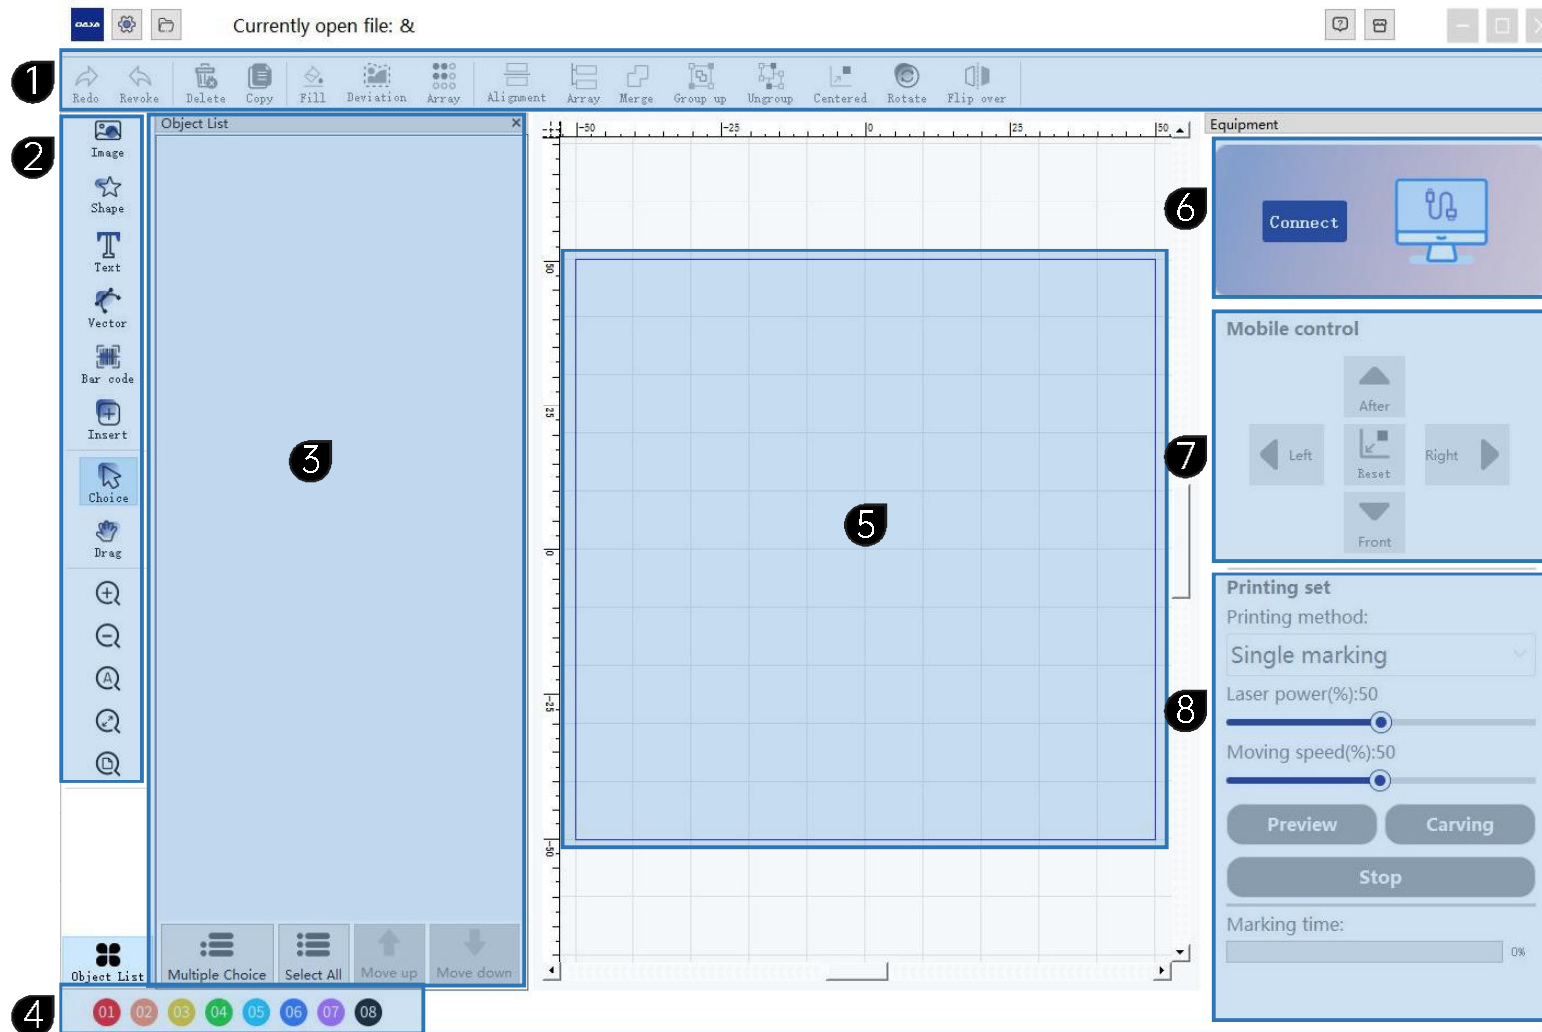 DAJA
Currently open file: &
1
Redo Revoke Delete Copy Fill Deviation Array Alignment Array Merge Group up Ungroup Centered Rotate Flip over
2
Image
Shape
Text
Vector
Bar code
Insert
Choice
Drag
A
Object List
Object List ×
3
Multiple Choice Select All Move up Move down
4
01 02 03 04 05 06 07 08
-50 -25 0 25 50
50
25
0
-25
-50
5
Equipment
6
Connect
7
Mobile control
After
Left Reset Right
Front
8
Printing set
Printing method:
Single marking
Laser power(%):50
Moving speed(%):50
Preview Carving
Stop
Marking time:
0%